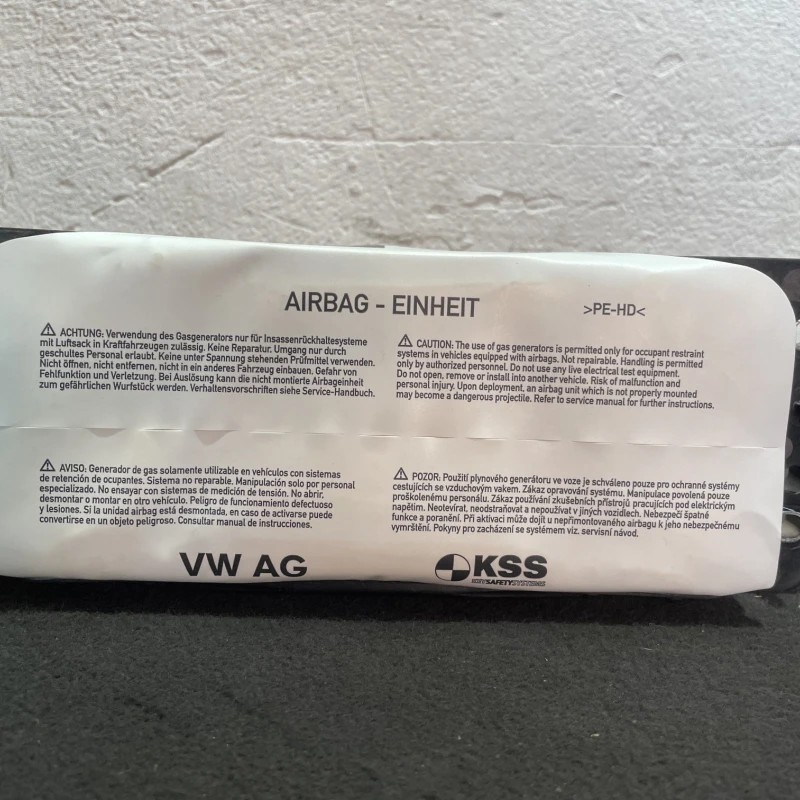 AIRBAG - EINHEIT
>PE-HD<
⚠ ACHTUNG: Verwendung des Gasgenerators nur für Insassenrückhaltesysteme
mit Luftsack in Kraftfahrzeugen zulässig. Keine Reparatur. Umgang nur durch
geschultes Personal erlaubt. Keine unter Spannung stehenden Prüfmittel verwenden.
Nicht öffnen, nicht entfernen, nicht in ein anderes Fahrzeug einbauen. Gefahr von
Fehlfunktion und Verletzung. Bei Auslösung kann die nicht montierte Airbageinheit
zum gefährlichen Wurfstück werden. Verhaltensvorschriften siehe Service-Handbuch.
⚠ CAUTION: The use of gas generators is permitted only for occupant restraint
systems in vehicles equipped with airbags. Not repairable. Handling is permitted
only by authorized personnel. Do not use any live electrical test equipment.
Do not open, remove or install into another vehicle. Risk of malfunction and
personal injury. Upon deployment, an airbag unit which is not properly mounted
may become a dangerous projectile. Refer to service manual for further instructions.
⚠ AVISO: Generador de gas solamente utilizable en vehículos con sistemas
de retención de ocupantes. Sistema no reparable. Manipulación solo por personal
especializado. No ensayar con sistemas de medición de tensión. No abrir,
desmontar o montar en otro vehículo. Peligro de funcionamiento defectuoso
y lesiones. Si la unidad airbag está desmontada, en caso de activarse puede
convertirse en un objeto peligroso. Consultar manual de instrucciones.
⚠ POZOR: Použití plynového generátoru ve voze je schváleno pouze pro ochranné systémy
cestujících se vzduchovým vakem. Zákaz opravování systému. Manipulace povolená pouze
proškolenému personálu. Zákaz používání zkušebních přístrojů pracujících pod elektrickým
napětím. Neotevírat, neodstraňovat a nepoužívat v jiných vozidlech. Nebezpečí špatné
funkce a poranění. Při aktivaci může dojít u nepřimontovaného airbagu k jeho nebezpečnému
vymrštění. Pokyny pro zacházení se systémem viz. servisní návod.
VW AG
KSS
KEYSAFETYSYSTEMS